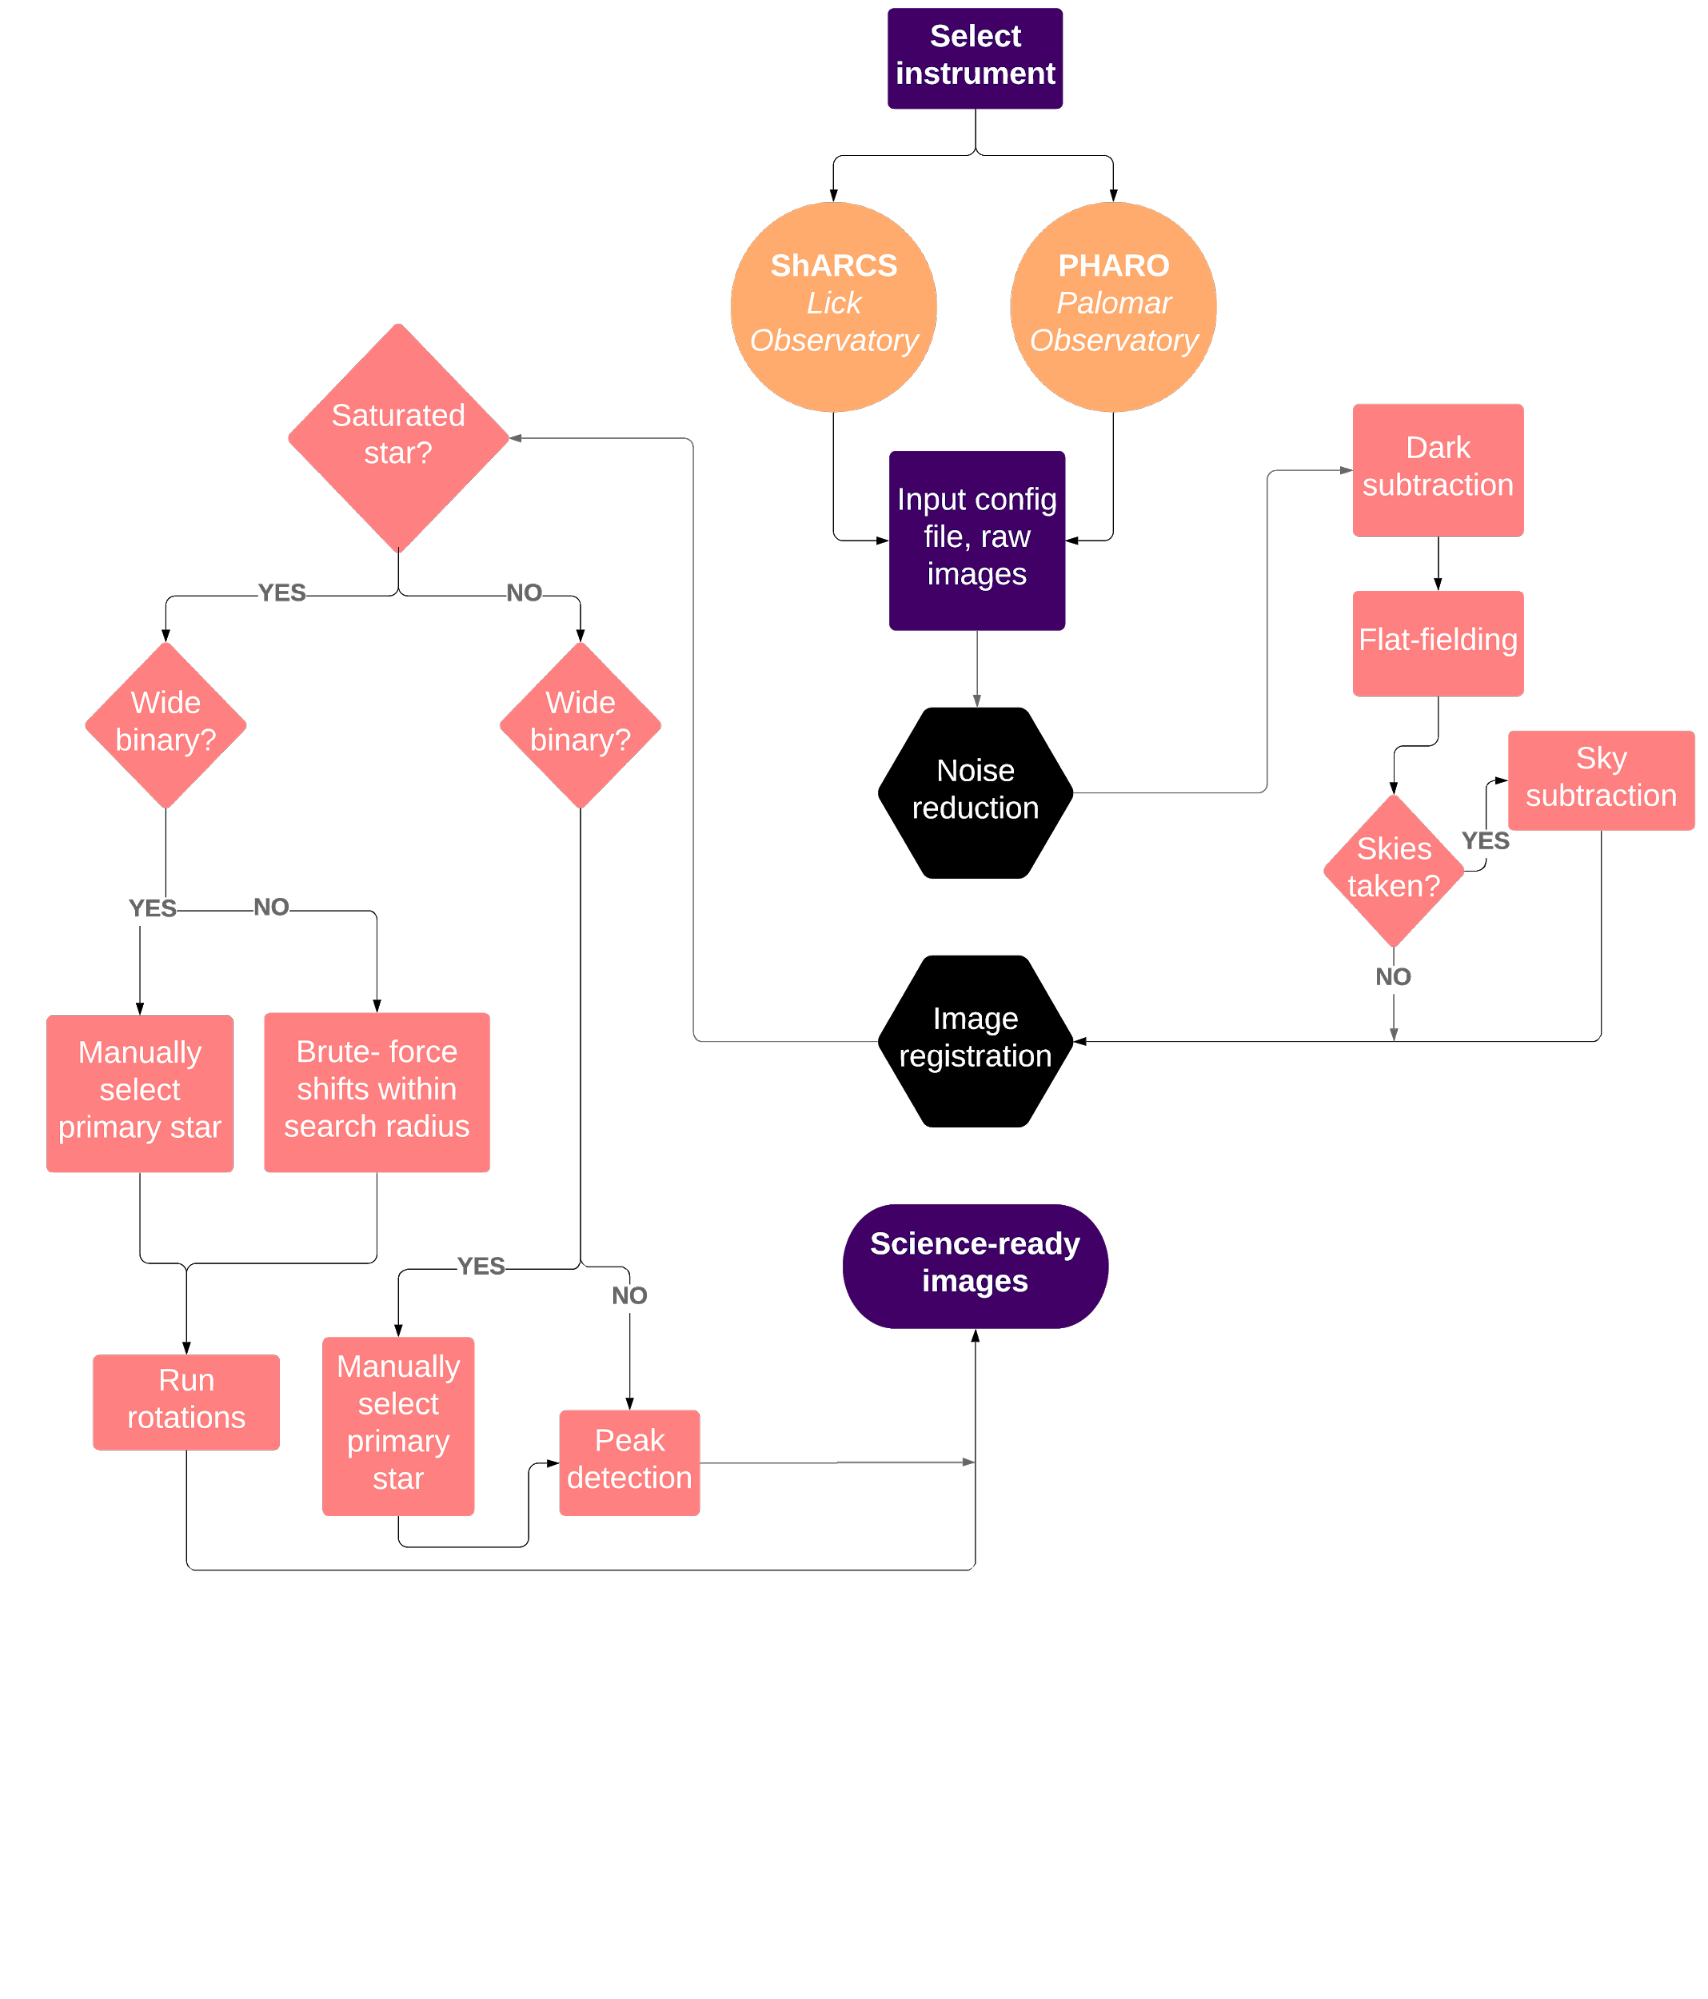 Select
instrument
ShARCS
Lick
Observatory
PHARO
Palomar
Observatory
Input config
file, raw
images
Noise
reduction
Dark
subtraction
Flat-fielding
Skies
taken?
YES
Sky
subtraction
NO
Image
registration
Saturated
star?
YES
NO
Wide
binary?
Wide
binary?
YES
NO
Manually
select
primary star
Brute- force
shifts within
search radius
Run
rotations
YES
NO
Manually
select
primary
star
Peak
detection
Science-ready
images